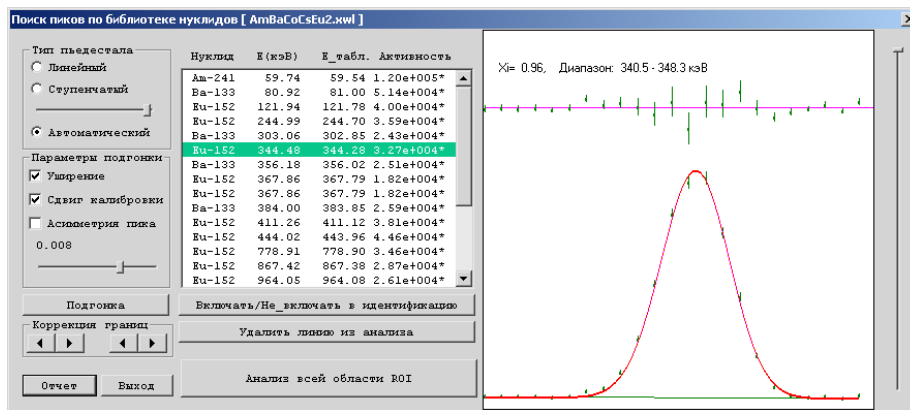 Поиск пиков по библиотеке нуклидов [ AmBaCoCsEu2.xwl ]
Тип пьедестала
Линейный
Ступенчатый
Автоматический
Параметры подгонки
Уширение
Сдвиг калибровки
Асимметрия пика
0.008
Подгонка
Коррекция границ
Отчет
Выход
Нуклид E(кэВ) E_табл. Активность
Am-241 59.74 59.54 1.20e+005*
Ba-133 80.92 81.00 5.14e+004*
Eu-152 121.94 121.78 4.00e+004*
Eu-152 244.99 244.70 3.59e+004*
Ba-133 303.06 302.85 2.43e+004*
Eu-152 344.48 344.28 3.27e+004*
Ba-133 356.18 356.02 2.51e+004*
Eu-152 367.86 367.79 1.82e+004*
Eu-152 367.86 367.79 1.82e+004*
Ba-133 384.00 383.85 2.59e+004*
Eu-152 411.26 411.12 3.81e+004*
Eu-152 444.02 443.96 4.46e+004*
Eu-152 778.91 778.90 3.46e+004*
Eu-152 867.42 867.38 2.87e+004*
Eu-152 964.05 964.08 2.61e+004*
Включать/Не_включать в идентификацию
Удалить линию из анализа
Анализ всей области ROI
Xi= 0.96, Диапазон: 340.5 - 348.3 кэВ